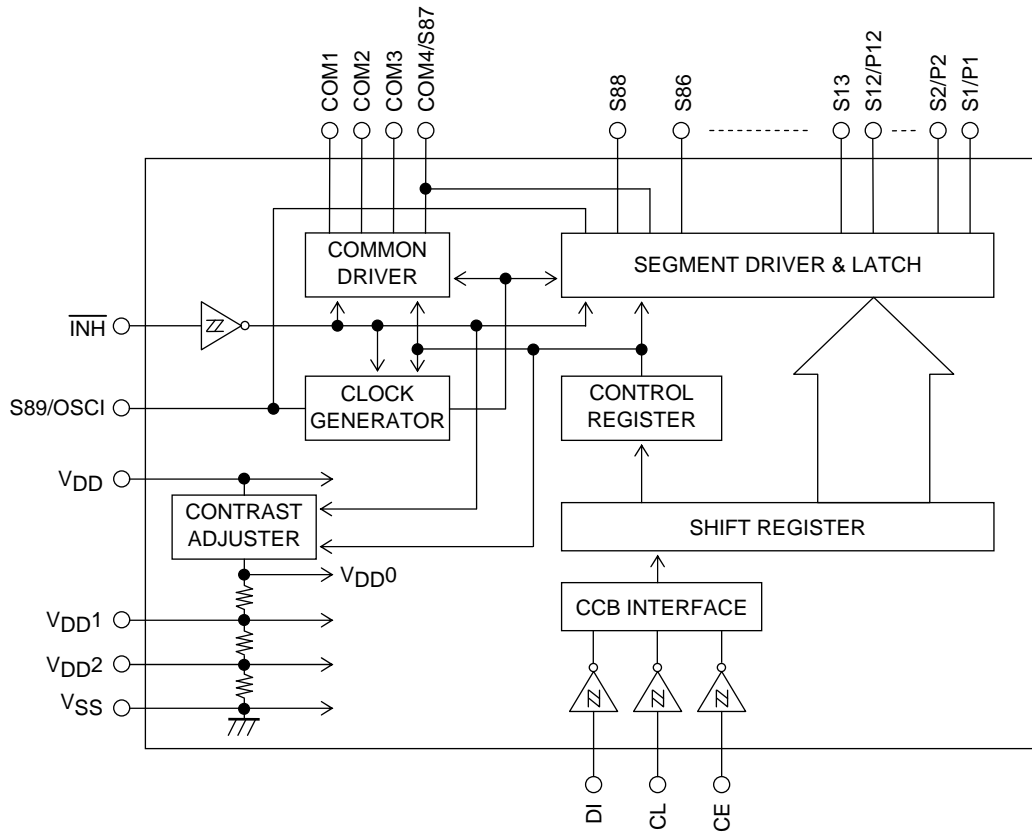 COM1
COM2
COM3
COM4/S87
S88
S86
S13
S12/P12
S2/P2
S1/P1
COMMON
DRIVER
SEGMENT DRIVER & LATCH
INH
S89/OSCI
CLOCK
GENERATOR
CONTROL
REGISTER
VDD
CONTRAST
ADJUSTER
SHIFT REGISTER
VDD0
CCB INTERFACE
VDD1
VDD2
VSS
DI
CL
CE